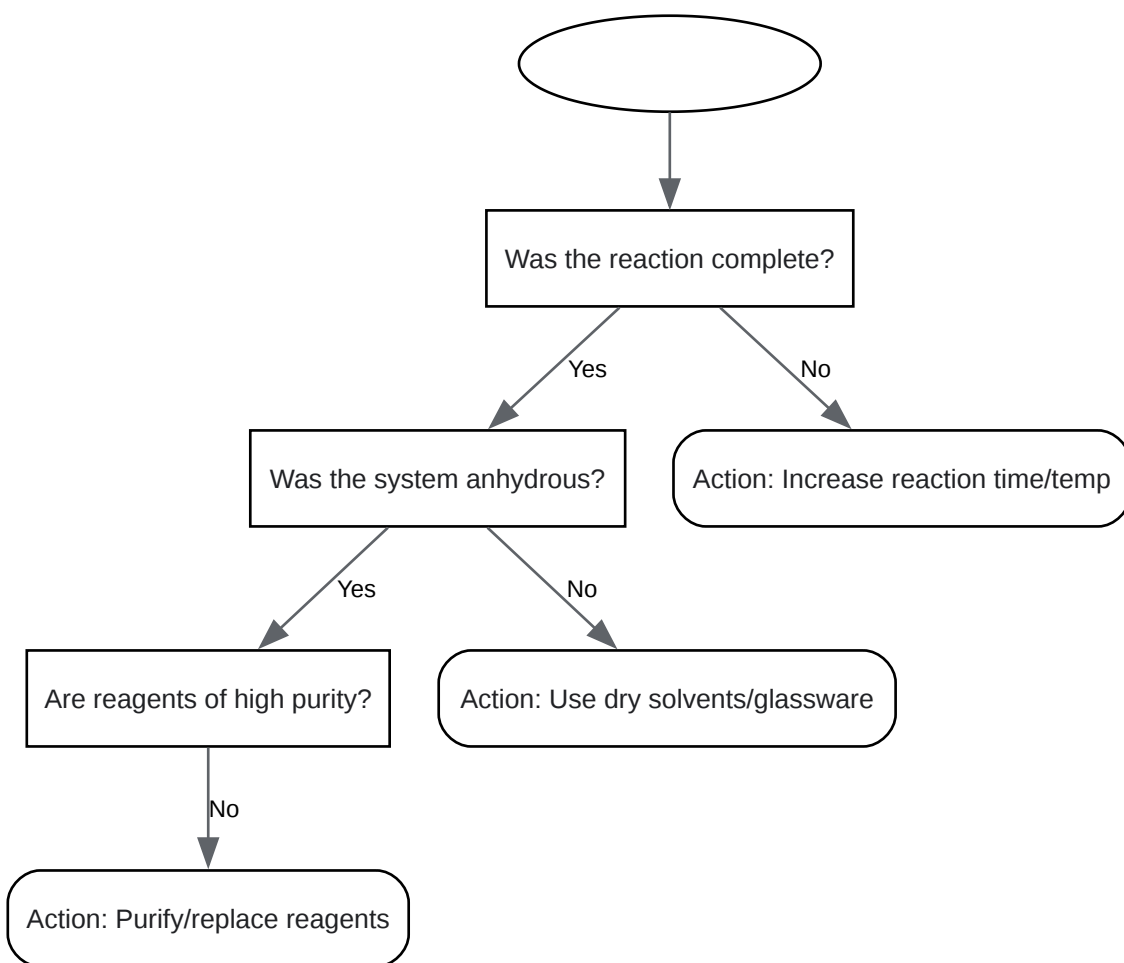 Was the reaction complete?
Yes
No
Was the system anhydrous?
Action: Increase reaction time/temp
Yes
No
Are reagents of high purity?
Action: Use dry solvents/glassware
No
Action: Purify/replace reagents